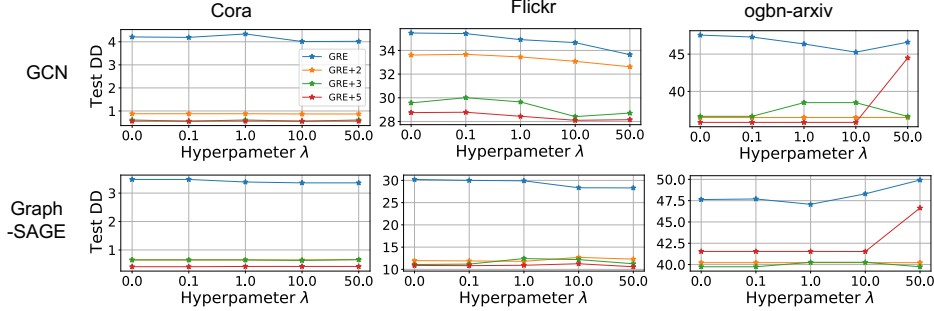 Cora
Flickr
ogbn-arxiv
GCN
Test DD
4
3
2
1
0.0 0.1 1.0 10.0 50.0
Hyperpameter λ
GRE
GRE+2
GRE+3
GRE+5
34
32
30
28
0.0 0.1 1.0 10.0 50.0
Hyperpameter λ
45
40
0.0 0.1 1.0 10.0 50.0
Hyperpameter λ
Graph
-SAGE
Test DD
3
2
1
0.0 0.1 1.0 10.0 50.0
Hyperpameter λ
30
25
20
15
10
0.0 0.1 1.0 10.0 50.0
Hyperpameter λ
50.0
47.5
45.0
42.5
40.0
0.0 0.1 1.0 10.0 50.0
Hyperpameter λ